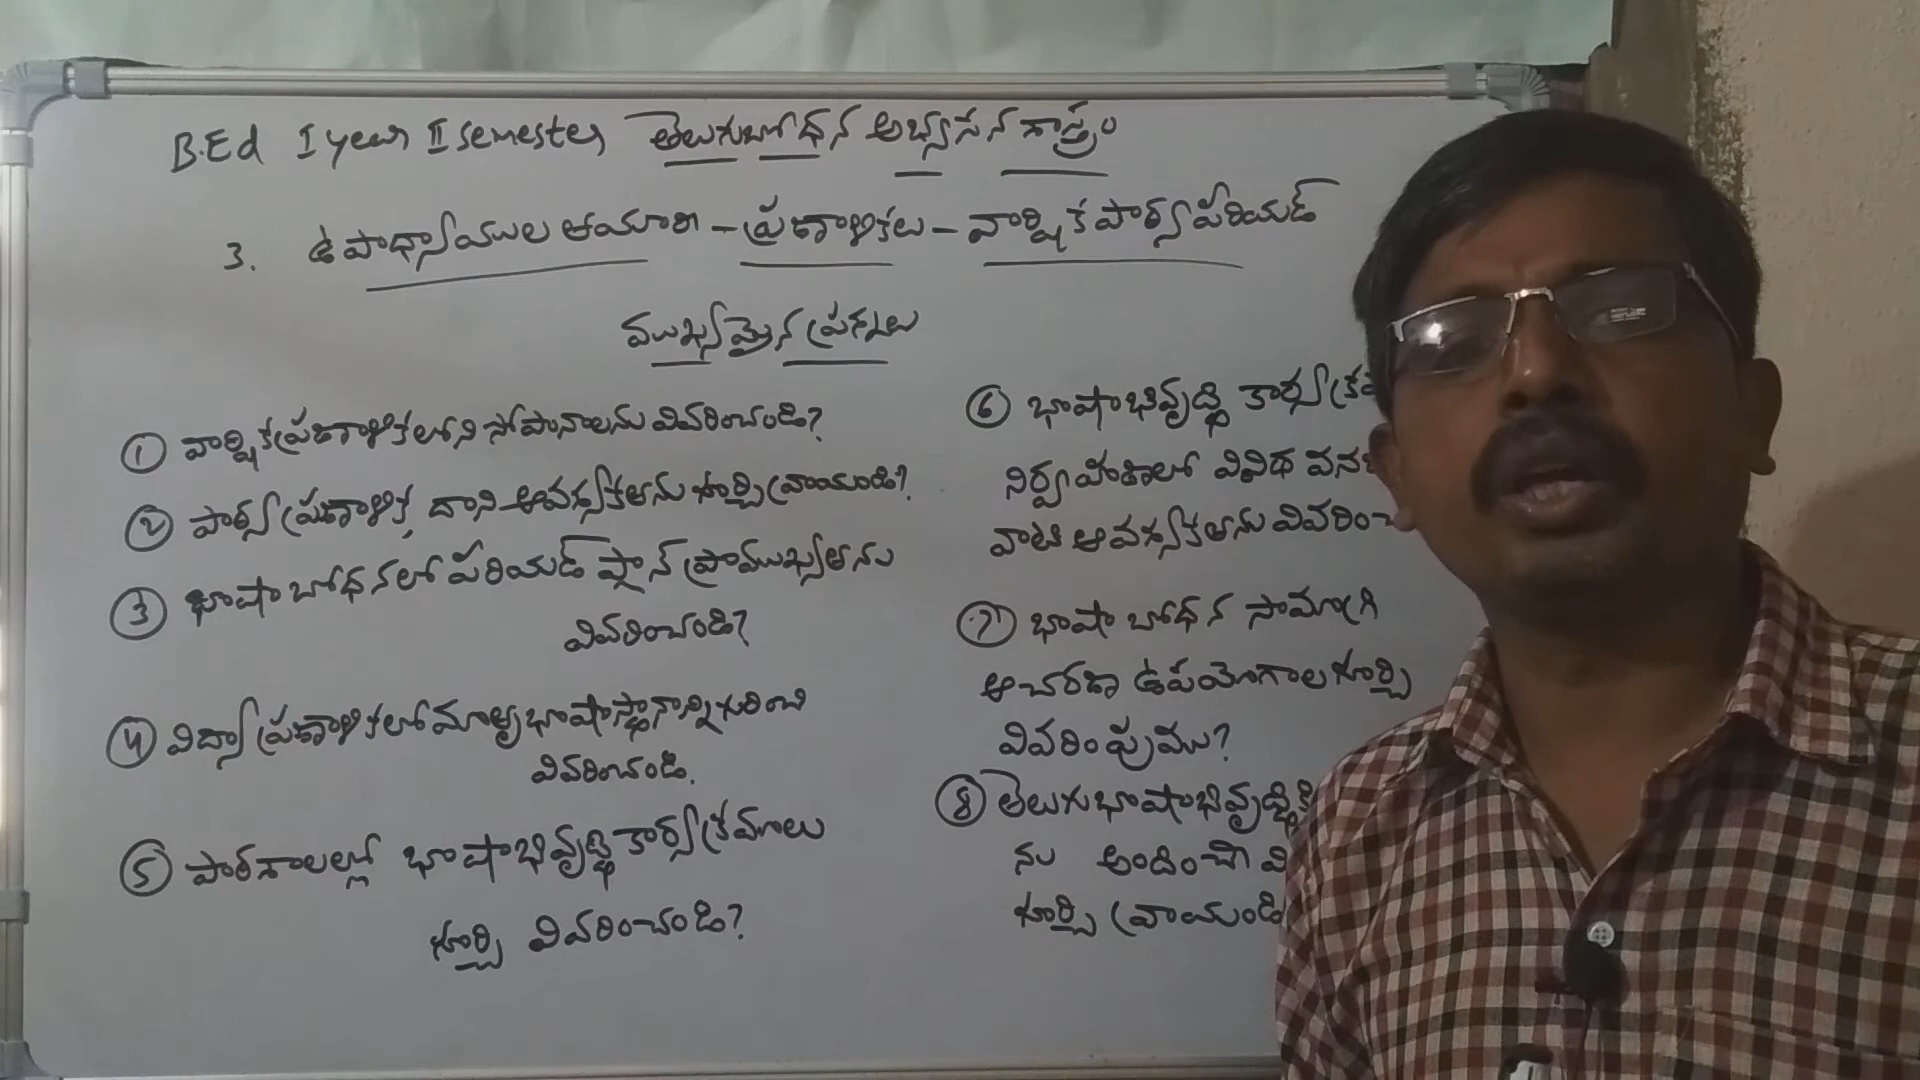 B.Ed I year II semester తెలుగుబోధన అభ్యసన శాస్త్రం
3. ఉపాధ్యాయుల తయారీ – ప్రణాళికలు – వార్షిక పాఠ్య పీరియడ్
ముఖ్యమైన ప్రశ్నలు
① వార్షిక ప్రణాళికలోని సోపానాలను వివరించండి?
② పాఠ్య ప్రణాళిక, దాని ఆవశ్యకతను గూర్చి వ్రాయండి?
③ భాషా బోధనలో పీరియడ్ ప్లాన్ ప్రాముఖ్యతను
వివరించండి?
④ విద్యా ప్రణాళికలో మాతృభాషాస్థానాన్ని గురించి
వివరించండి.
⑤ పాఠశాలల్లో భాషాభివృద్ధి కార్యక్రమాలు
గూర్చి వివరించండి?
⑥ భాషాభివృద్ధి
నిర్వహణలో వివిధ
వాటి ఆవశ్యకతను
⑦ భాషా బోధన సామాగ్రి
ఆచరణా ఉపయోగాల గూర్చి
వివరింపుము?
⑧ తెలుగుభాషాభివృద్ధికి
ను అందించే
గూర్చి వ్రాయండి